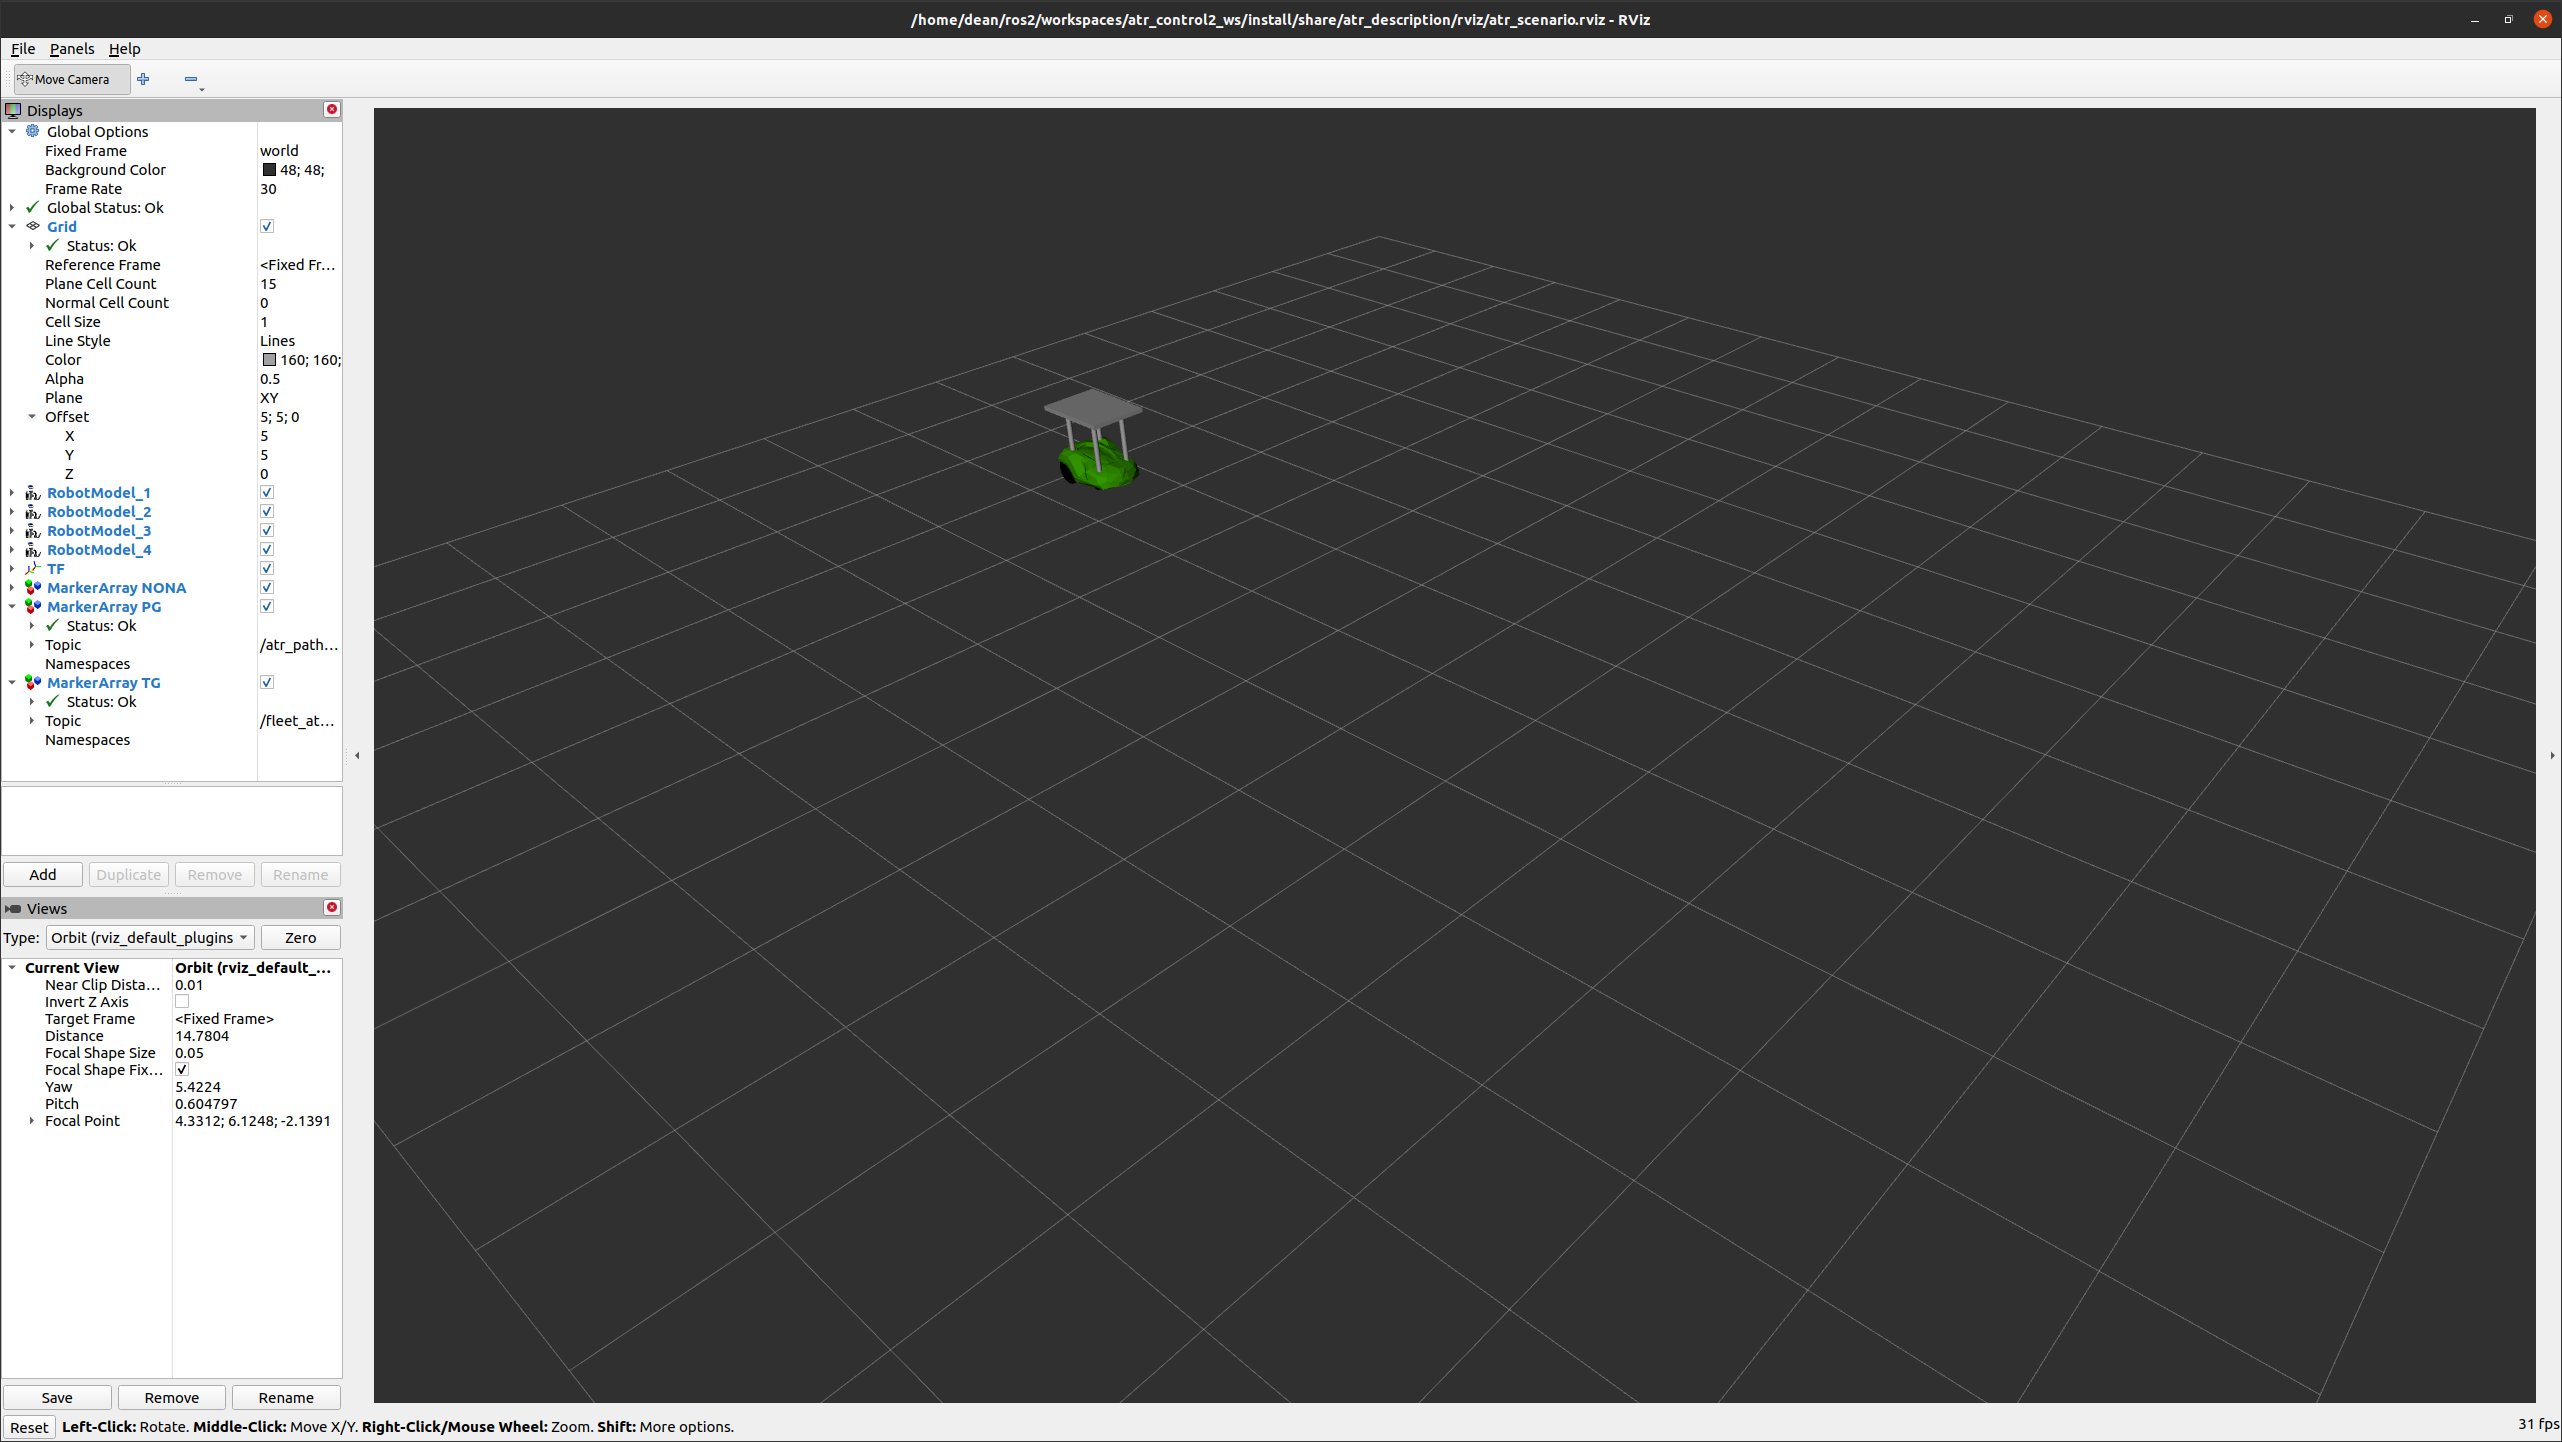 /home/dean/ros2/workspaces/atr_control2_ws/install/share/atr_description/rviz/atr_scenario.rviz - RViz
File Panels Help
Move Camera
Displays
Global Options
Fixed Frame world
Background Color 48; 48;
Frame Rate 30
Global Status: Ok
Grid
Status: Ok
Reference Frame <Fixed Fr...
Plane Cell Count 15
Normal Cell Count 0
Cell Size 1
Line Style Lines
Color 160; 160;
Alpha 0.5
Plane XY
Offset 5; 5; 0
X 5
Y 5
Z 0
RobotModel_1
RobotModel_2
RobotModel_3
RobotModel_4
TF
MarkerArray NONA
MarkerArray PG
Status: Ok
Topic /atr_path...
Namespaces
MarkerArray TG
Status: Ok
Topic /fleet_at...
Namespaces
Add Duplicate Remove Rename
Views
Type: Orbit (rviz_default_plugins Zero
Current View Orbit (rviz_default_...
Near Clip Dista... 0.01
Invert Z Axis
Target Frame <Fixed Frame>
Distance 14.7804
Focal Shape Size 0.05
Focal Shape Fix...
Yaw 5.4224
Pitch 0.604797
Focal Point 4.3312; 6.1248; -2.1391
Save Remove Rename
Reset Left-Click: Rotate. Middle-Click: Move X/Y. Right-Click/Mouse Wheel: Zoom. Shift: More options.
31 fps